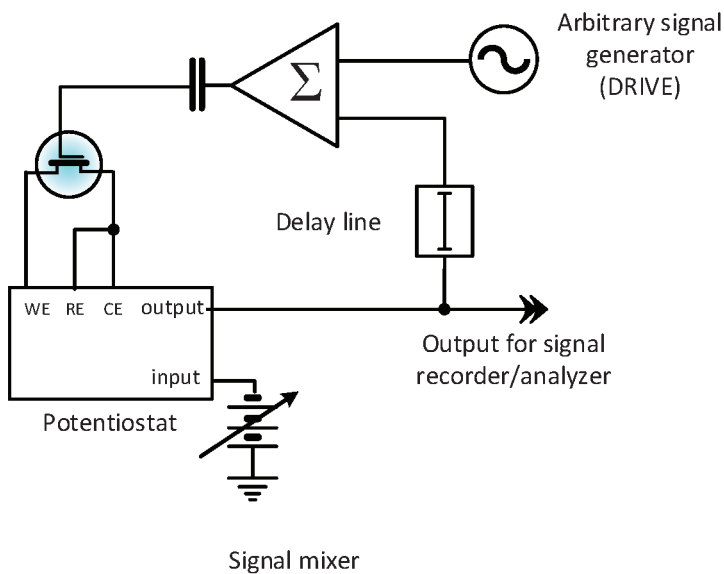 Arbitrary signal
generator
(DRIVE)
Σ
Delay line
WE RE CE output
Output for signal
recorder/analyzer
input
Potentiostat
Signal mixer